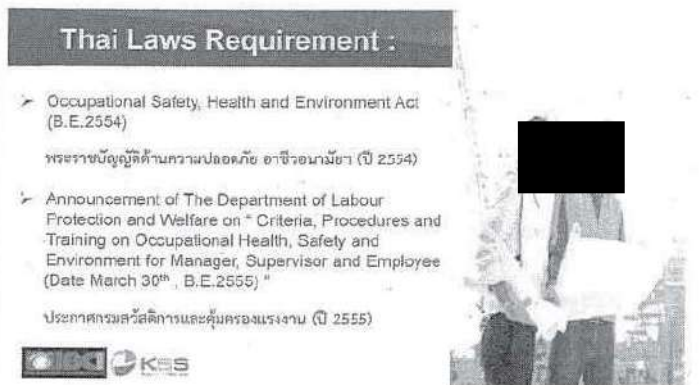 Thai Laws Requirement :
➢ Occupational Safety, Health and Environment Act
(B.E.2554)
พระราชบัญญัติด้านความปลอดภัย อาชีวอนามัยฯ (ปี 2554)
➢ Announcement of The Department of Labour
Protection and Welfare on “ Criteria, Procedures and
Training on Occupational Health, Safety and
Environment for Manager, Supervisor and Employee
(Date March 30th , B.E.2555) ”
ประกาศกรมสวัสดิการและคุ้มครองแรงงาน (ปี 2555)
KSS